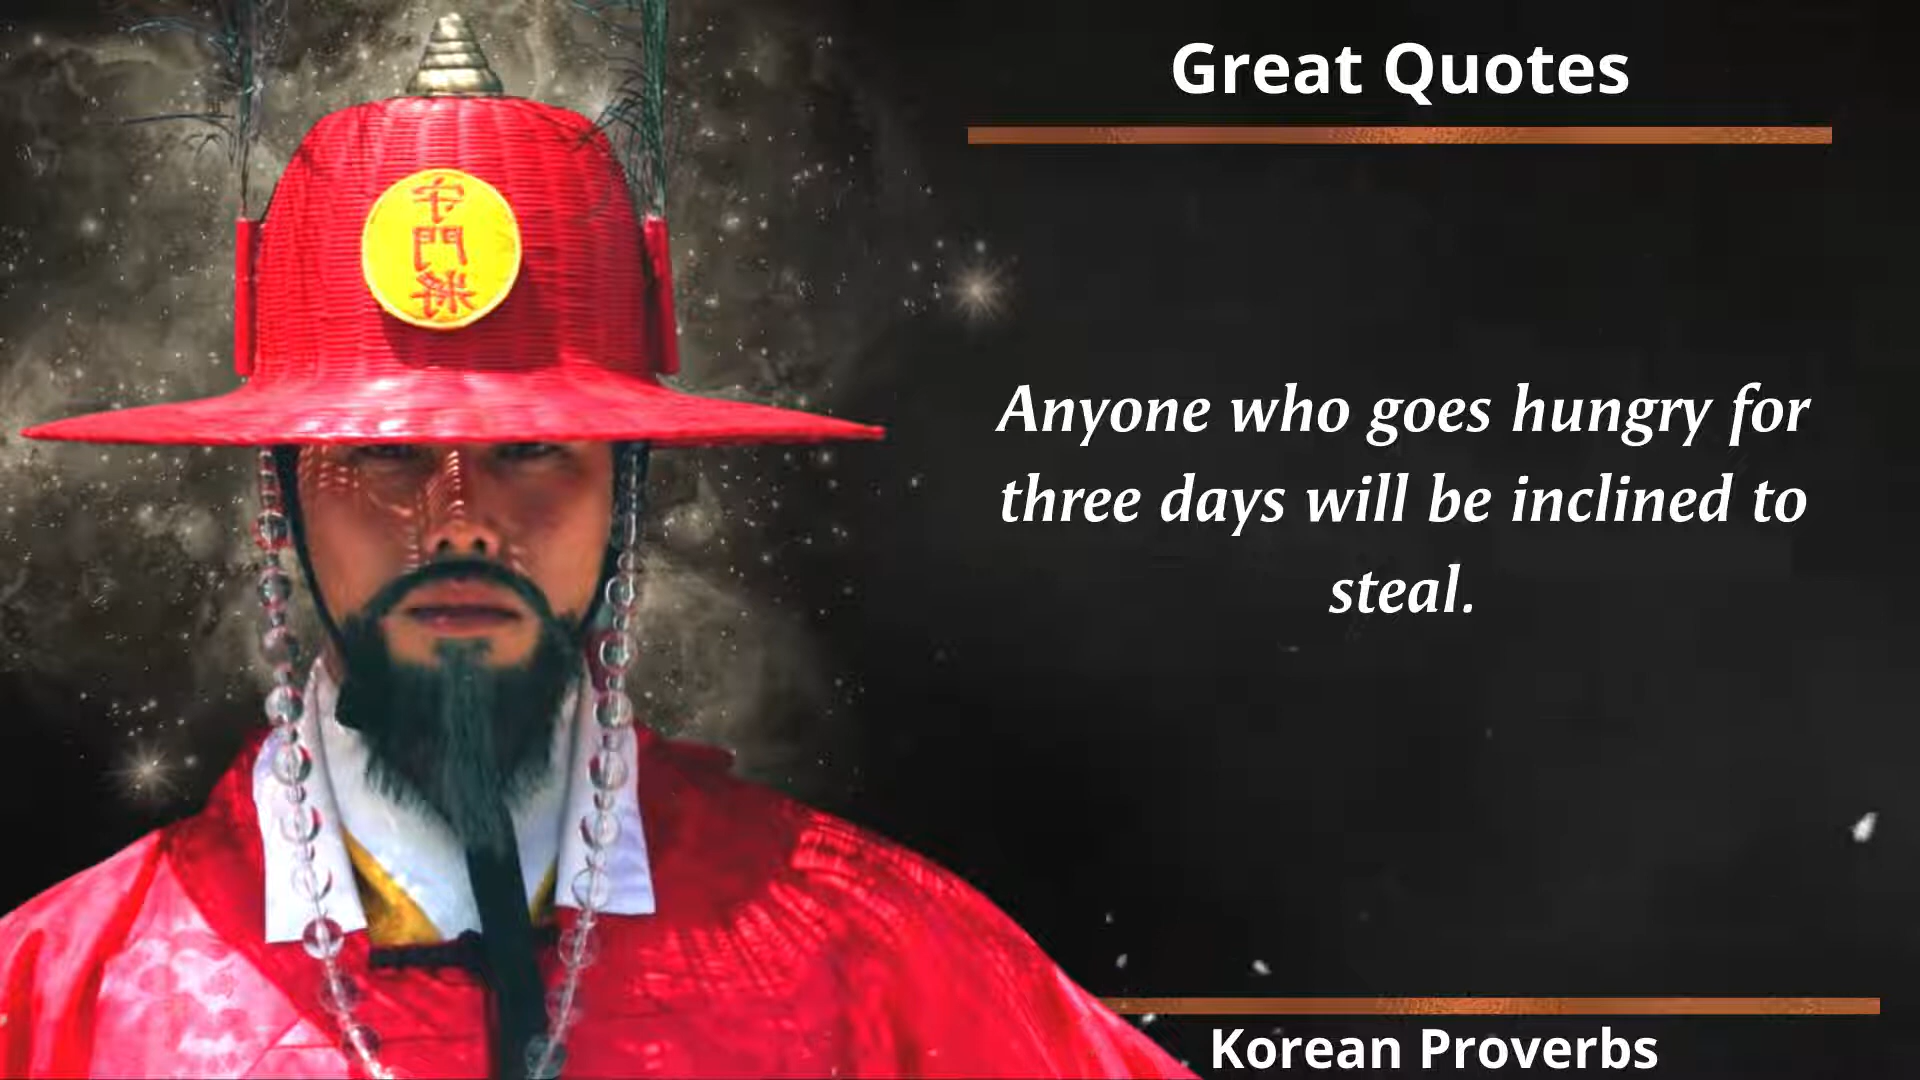 Great Quotes
Anyone who goes hungry for
three days will be inclined to
steal.
Korean Proverbs